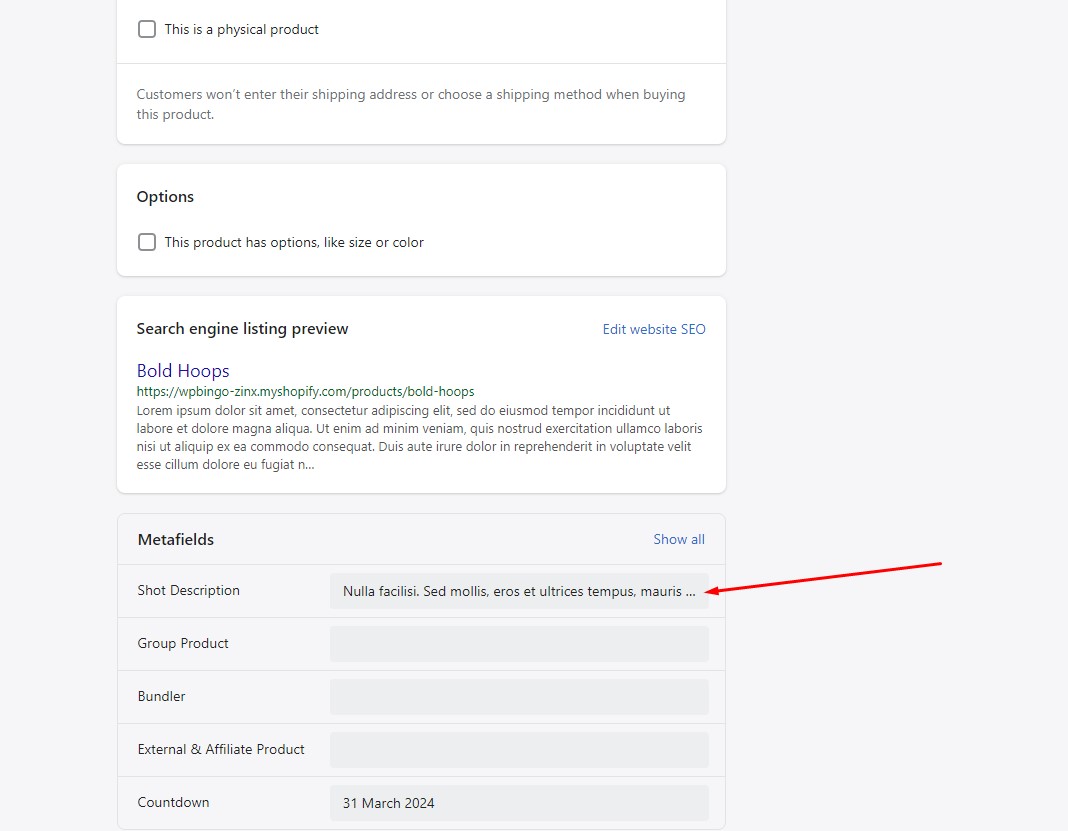 This is a physical product
Customers won’t enter their shipping address or choose a shipping method when buying
this product.
Options
This product has options, like size or color
Search engine listing preview
Edit website SEO
Bold Hoops
https://wpbingo-zinx.myshopify.com/products/bold-hoops
Lorem ipsum dolor sit amet, consectetur adipiscing elit, sed do eiusmod tempor incididunt ut
labore et dolore magna aliqua. Ut enim ad minim veniam, quis nostrud exercitation ullamco laboris
nisi ut aliquip ex ea commodo consequat. Duis aute irure dolor in reprehenderit in voluptate velit
esse cillum dolore eu fugiat n...
Metafields
Show all
Shot Description
Nulla facilisi. Sed mollis, eros et ultrices tempus, mauris ...
Group Product
Bundler
External & Affiliate Product
Countdown
31 March 2024